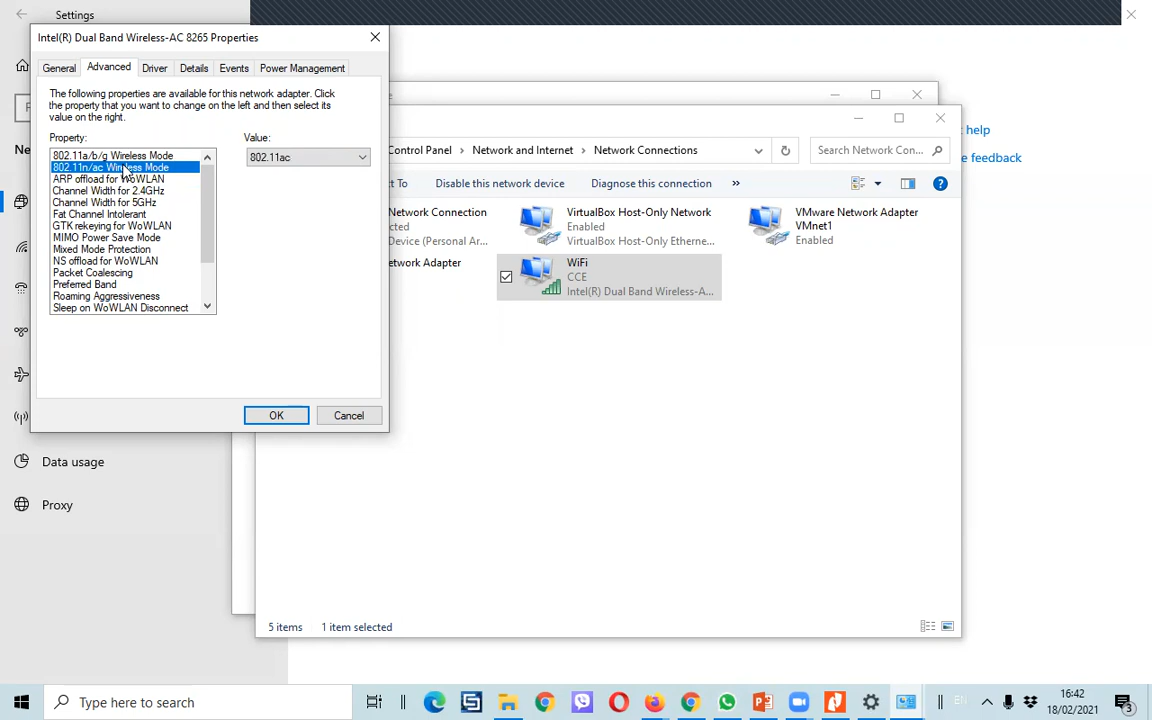 Settings
Intel(R) Dual Band Wireless-AC 8265 Properties
General
Advanced
Driver
Details
Events
Power Management
The following properties are available for this network adapter. Click
the property that you want to change on the left and then select its
value on the right.
Property:
Value:
802.11a/b/g Wireless Mode
802.11n/ac Wireless Mode
ARP offload for WoWLAN
Channel Width for 2.4GHz
Channel Width for 5GHz
Fat Channel Intolerant
GTK rekeying for WoWLAN
MIMO Power Save Mode
Mixed Mode Protection
NS offload for WoWLAN
Packet Coalescing
Preferred Band
Roaming Aggressiveness
Sleep on WoWLAN Disconnect
802.11ac
OK
Cancel
Ne
Data usage
Proxy
Control Panel
Network and Internet
Network Connections
Search Network Con...
t To
Disable this network device
Diagnose this connection
»
Network Connection
cted
Device (Personal Ar...
etwork Adapter
VirtualBox Host-Only Network
Enabled
VirtualBox Host-Only Etherne...
VMware Network Adapter
VMnet1
Enabled
WiFi
CCE
Intel(R) Dual Band Wireless-A...
5 items
1 item selected
help
e feedback
Type here to search
EN
16:42
18/02/2021
3